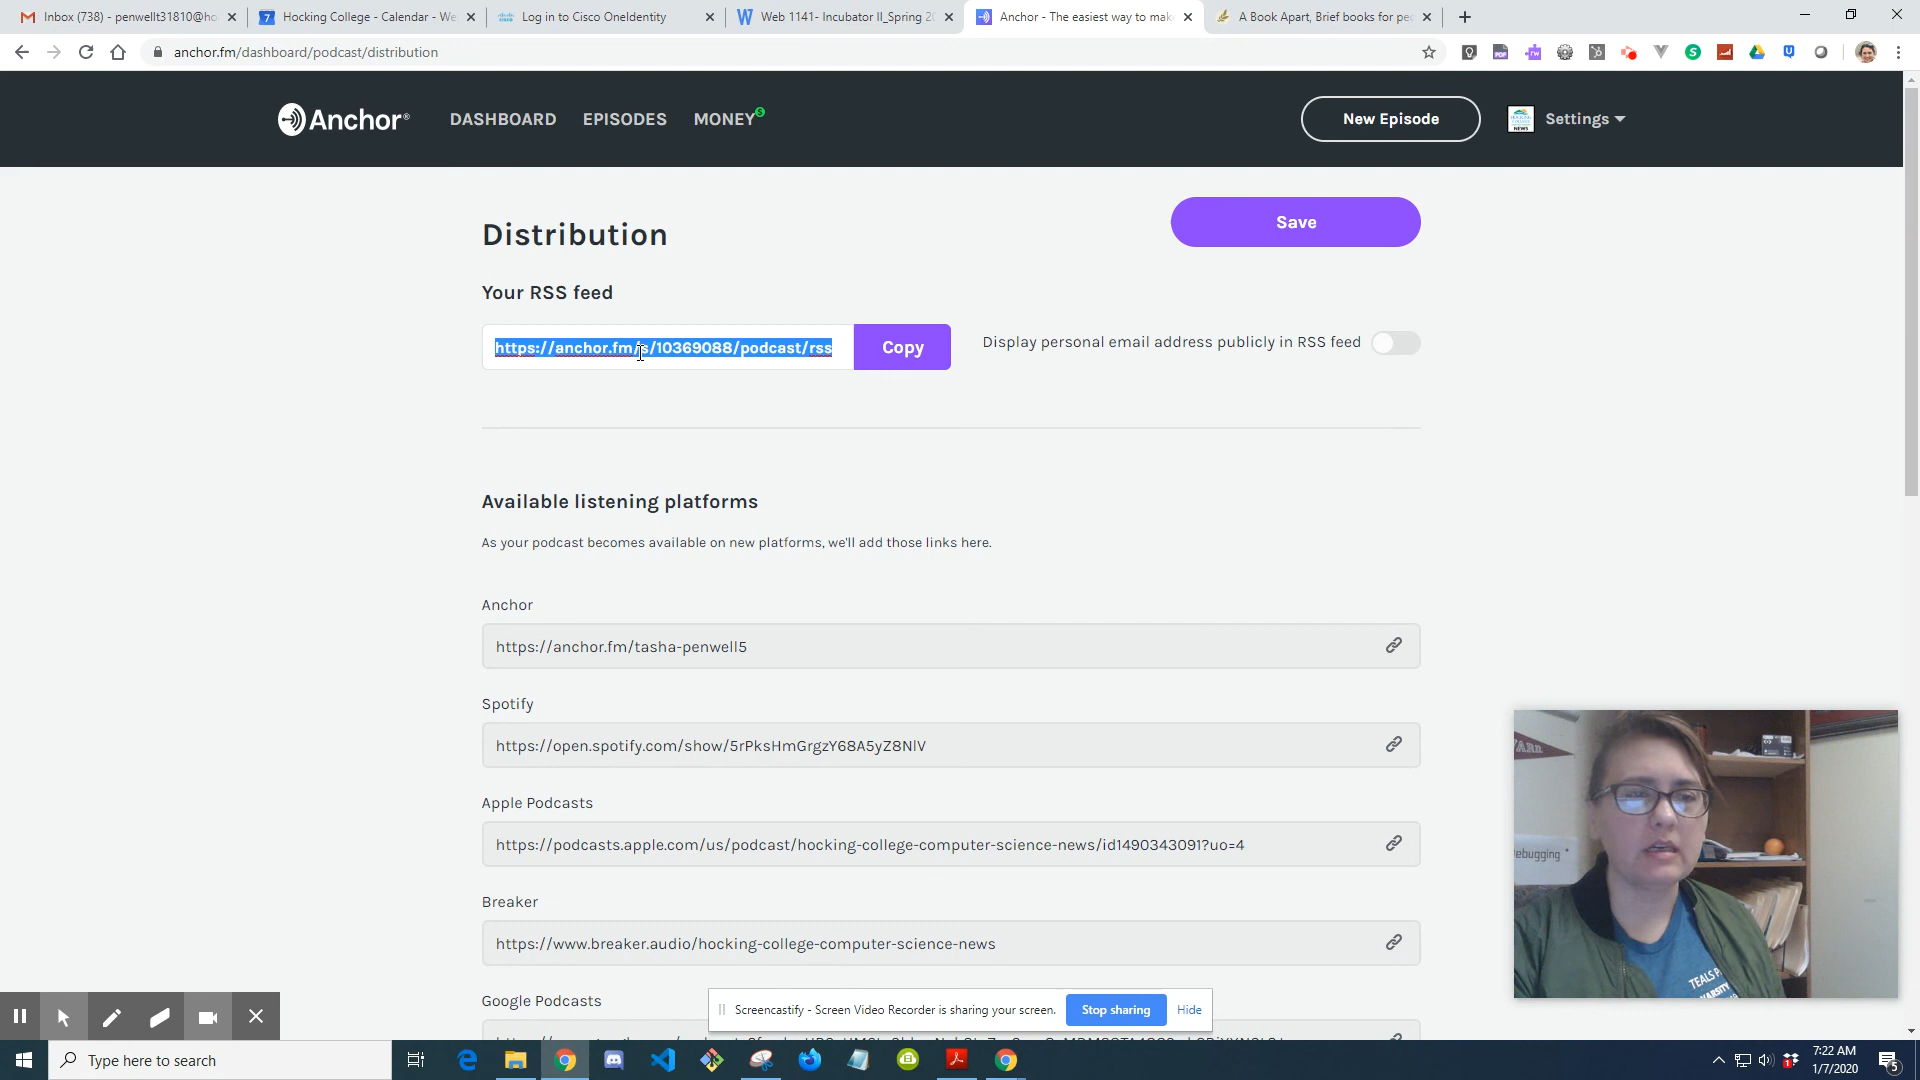 Inbox (738) - penwellt31810@ho
Hocking College - Calendar - We
Log in to Cisco OneIdentity
Web 1141- Incubator II_Spring 20
Anchor - The easiest way to mak
A Book Apart, Brief books for peo
anchor.fm/dashboard/podcast/distribution
Anchor
DASHBOARD
EPISODES
MONEY
New Episode
Settings
Distribution
Save
Your RSS feed
https://anchor.fm/s/10369088/podcast/rss
Copy
Display personal email address publicly in RSS feed
Available listening platforms
As your podcast becomes available on new platforms, we'll add those links here.
Anchor
https://anchor.fm/tasha-penwell5
Spotify
https://open.spotify.com/show/5rPksHmGrgzY68A5yZ8NlV
Apple Podcasts
https://podcasts.apple.com/us/podcast/hocking-college-computer-science-news/id1490343091?uo=4
Breaker
https://www.breaker.audio/hocking-college-computer-science-news
Google Podcasts
Screencastify - Screen Video Recorder is sharing your screen.
Stop sharing
Hide
ebugging
TEALS
Type here to search
7:22 AM
1/7/2020
5